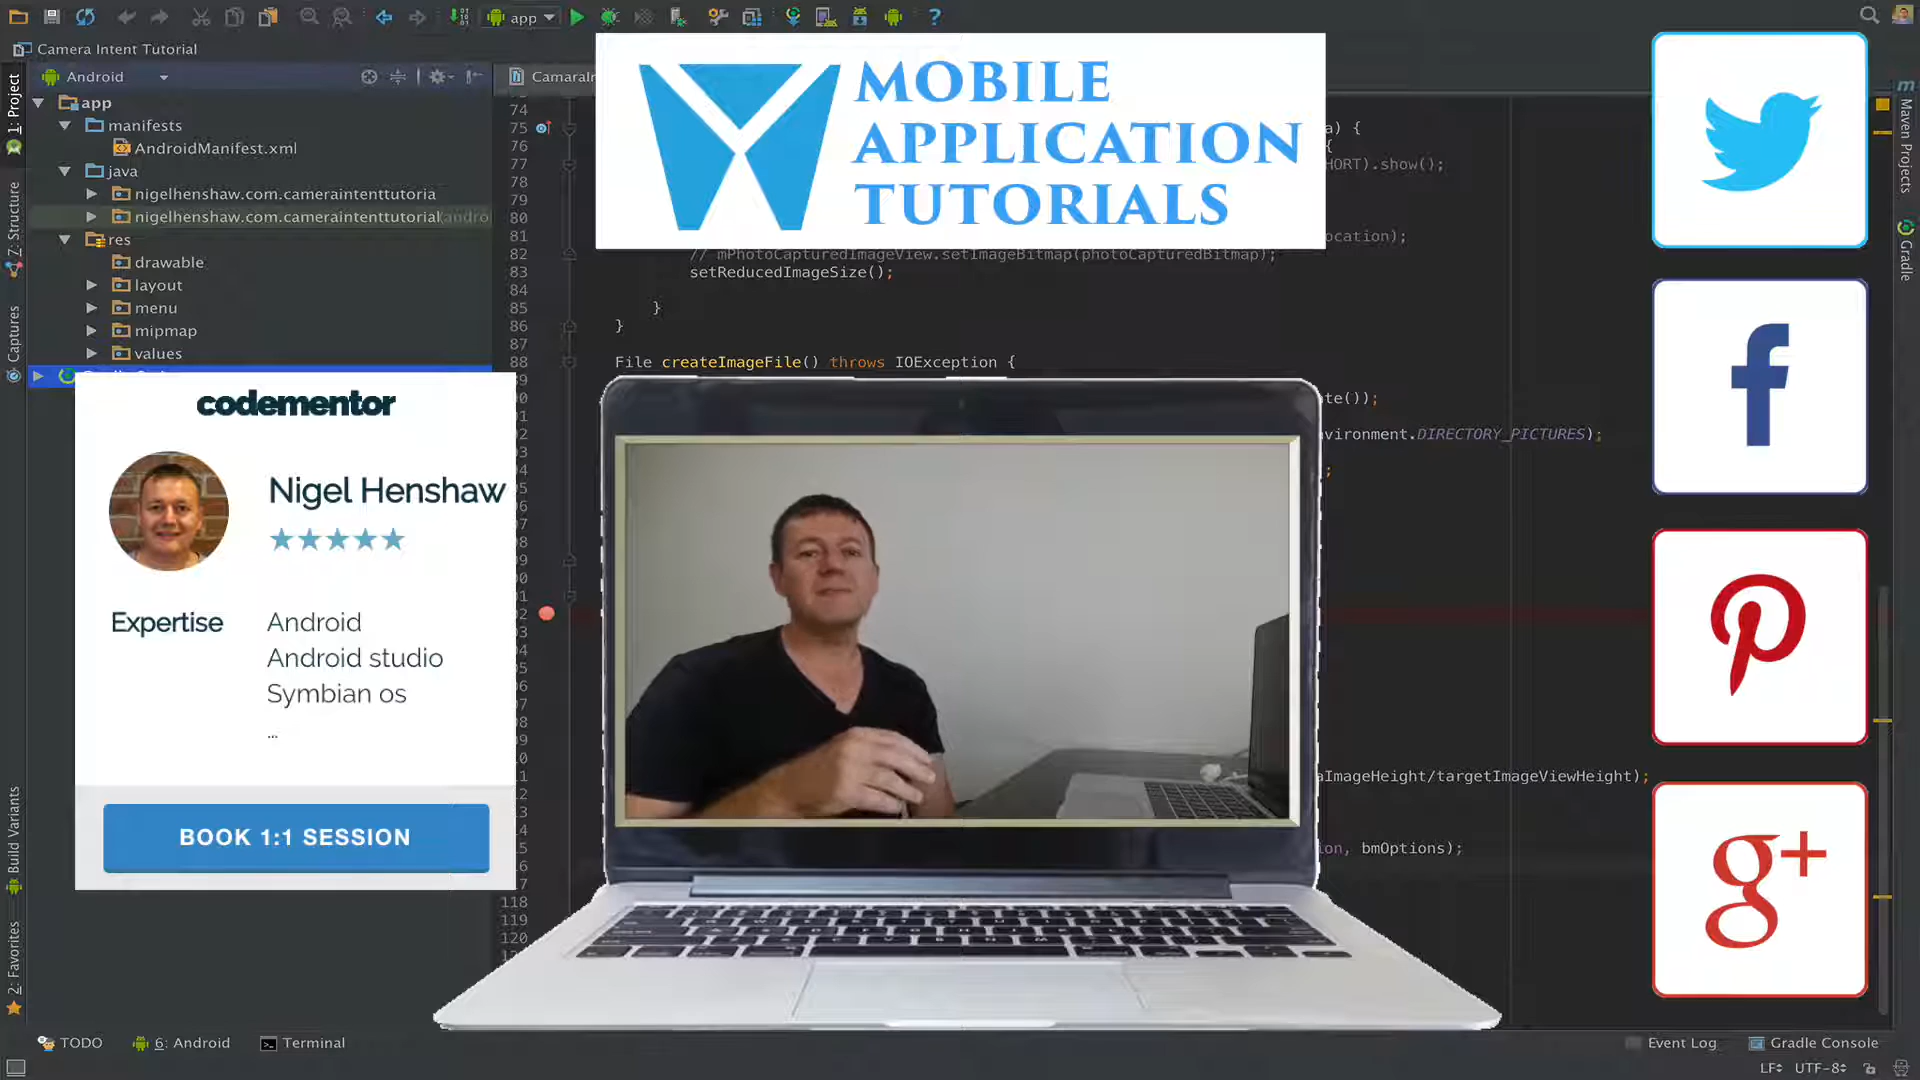 app
Camera Intent Tutorial
Android
CamaraIn
1: Project
app
manifests
AndroidManifest.xml
java
nigelhenshaw.com.cameraintenttutoria
nigelhenshaw.com.cameraintenttutorial(andro
res
drawable
layout
menu
mipmap
values
Z: Structure
Captures
Build Variants
2: Favorites
MOBILE
APPLICATION
TUTORIALS
74
75 a) {
76 {
77 HORT).show();
78
79
80
81 ocation);
82 // mPhotoCapturedImageView.setImageBitmap(photoCapturedBitmap);
83 setReducedImageSize();
84
85 }
86 }
87
88 File createImageFile() throws IOException {
te());
vironment.DIRECTORY_PICTURES);
;
aImageHeight/targetImageViewHeight);
ion, bmOptions);
118
119
120
codementor
Nigel Henshaw
★★★★★
Expertise
Android
Android studio
Symbian os
...
BOOK 1:1 SESSION
f
g+
m
Maven Projects
Gradle
TODO
6: Android
Terminal
Event Log
Gradle Console
LF
UTF-8